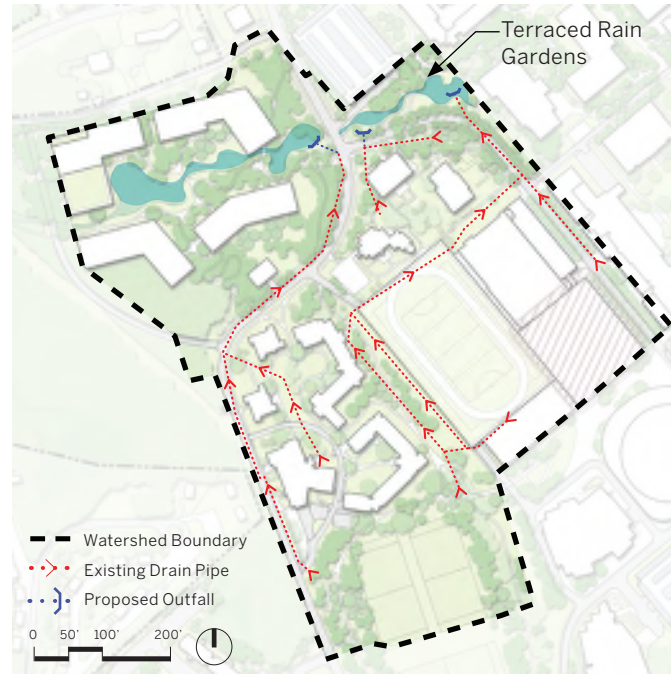 Terraced Rain
Gardens
Watershed Boundary
Existing Drain Pipe
Proposed Outfall
0 50' 100' 200'